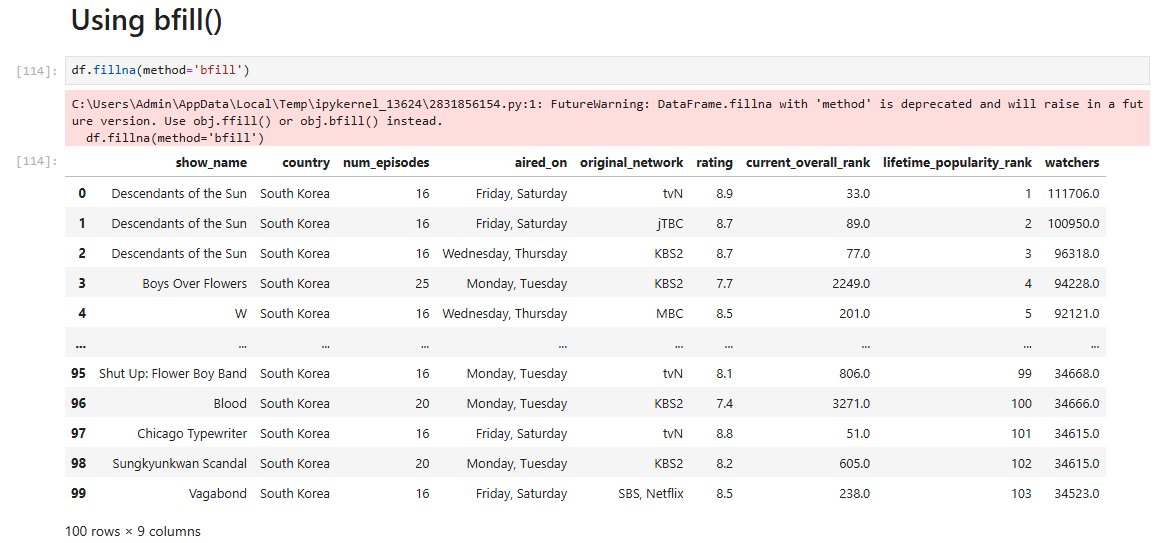 Using bfill()
[114]: df.fillna(method='bfill')
C:\Users\Admin\AppData\Local\Temp\ipykernel_13624\2831856154.py:1: FutureWarning: DataFrame.fillna with 'method' is deprecated and will raise in a fut
ure version. Use obj.ffill() or obj.bfill() instead.
  df.fillna(method='bfill')
[114]: show_name country num_episodes aired_on original_network rating current_overall_rank lifetime_popularity_rank watchers
0 Descendants of the Sun South Korea 16 Friday, Saturday tvN 8.9 33.0 1 111706.0
1 Descendants of the Sun South Korea 16 Friday, Saturday jTBC 8.7 89.0 2 100950.0
2 Descendants of the Sun South Korea 16 Wednesday, Thursday KBS2 8.7 77.0 3 96318.0
3 Boys Over Flowers South Korea 25 Monday, Tuesday KBS2 7.7 2249.0 4 94228.0
4 W South Korea 16 Wednesday, Thursday MBC 8.5 201.0 5 92121.0
... ... ... ... ... ... ... ... ... ...
95 Shut Up: Flower Boy Band South Korea 16 Monday, Tuesday tvN 8.1 806.0 99 34668.0
96 Blood South Korea 20 Monday, Tuesday KBS2 7.4 3271.0 100 34666.0
97 Chicago Typewriter South Korea 16 Friday, Saturday tvN 8.8 51.0 101 34615.0
98 Sungkyunkwan Scandal South Korea 20 Monday, Tuesday KBS2 8.2 605.0 102 34615.0
99 Vagabond South Korea 16 Friday, Saturday SBS, Netflix 8.5 238.0 103 34523.0
100 rows × 9 columns